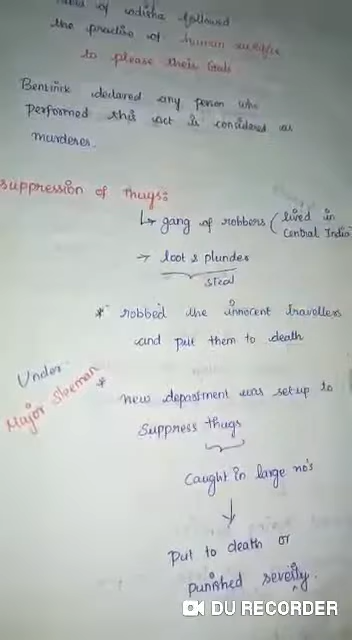 of odisha followed
the practice of human sacrifice
to please their Gods
Bentinck declared any person who
performed this act is considered as
murderer.
suppression of thugs:
↳ gang of robbers (lived in
Central India
→ loot & plunder
steal
* robbed the innocent travellers
and put them to death
Under
Major Sleeman
* new department was setup to
suppress thugs
Caught in large no's
↓
Put to death or
punished severly.
DU RECORDER